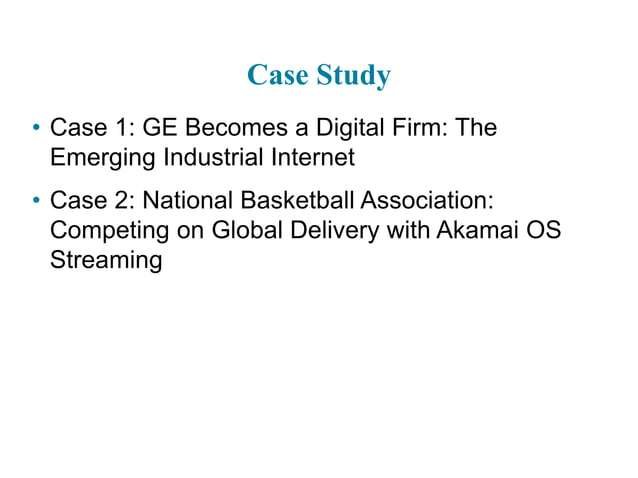 Case Study
• Case 1: GE Becomes a Digital Firm: The
Emerging Industrial Internet
• Case 2: National Basketball Association:
Competing on Global Delivery with Akamai OS
Streaming